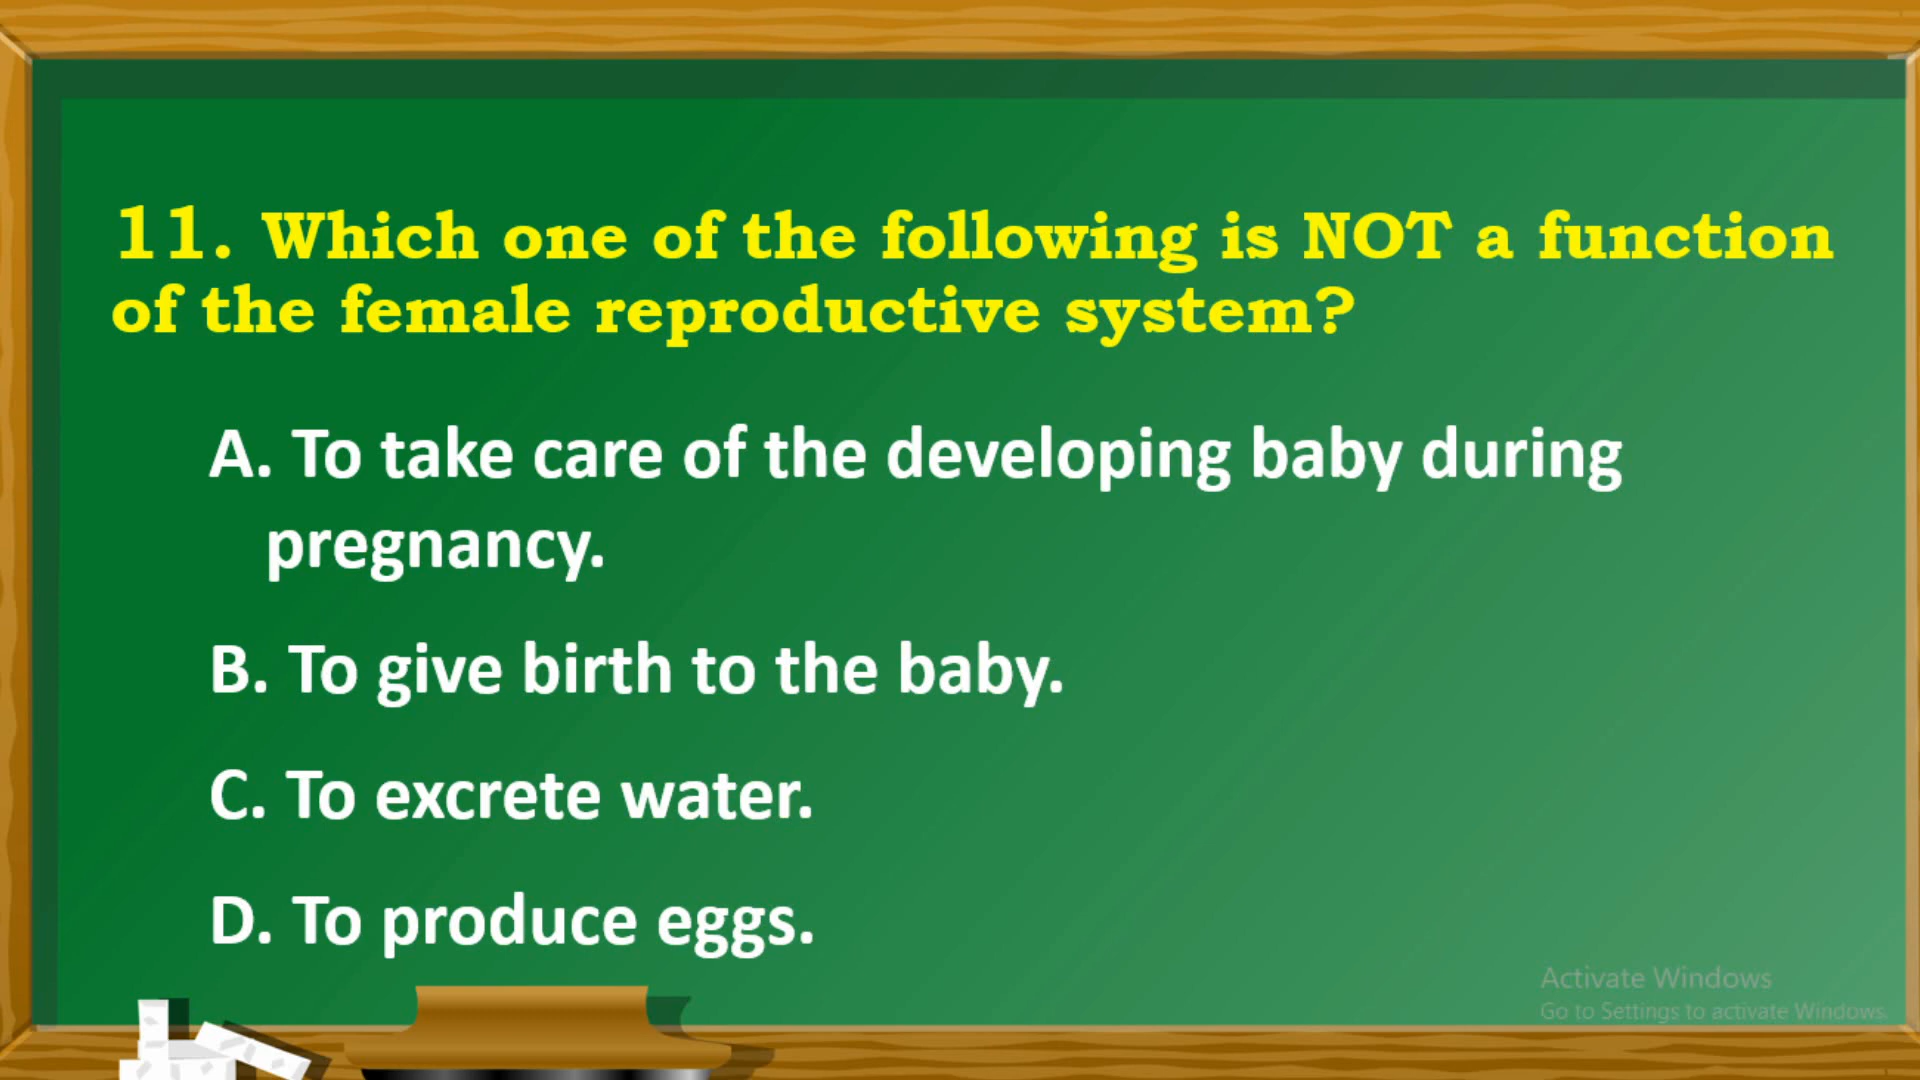 11. Which one of the following is NOT a function
of the female reproductive system?
A. To take care of the developing baby during
pregnancy.
B. To give birth to the baby.
C. To excrete water.
D. To produce eggs.
Activate Windows
Go to Settings to activate Windows.